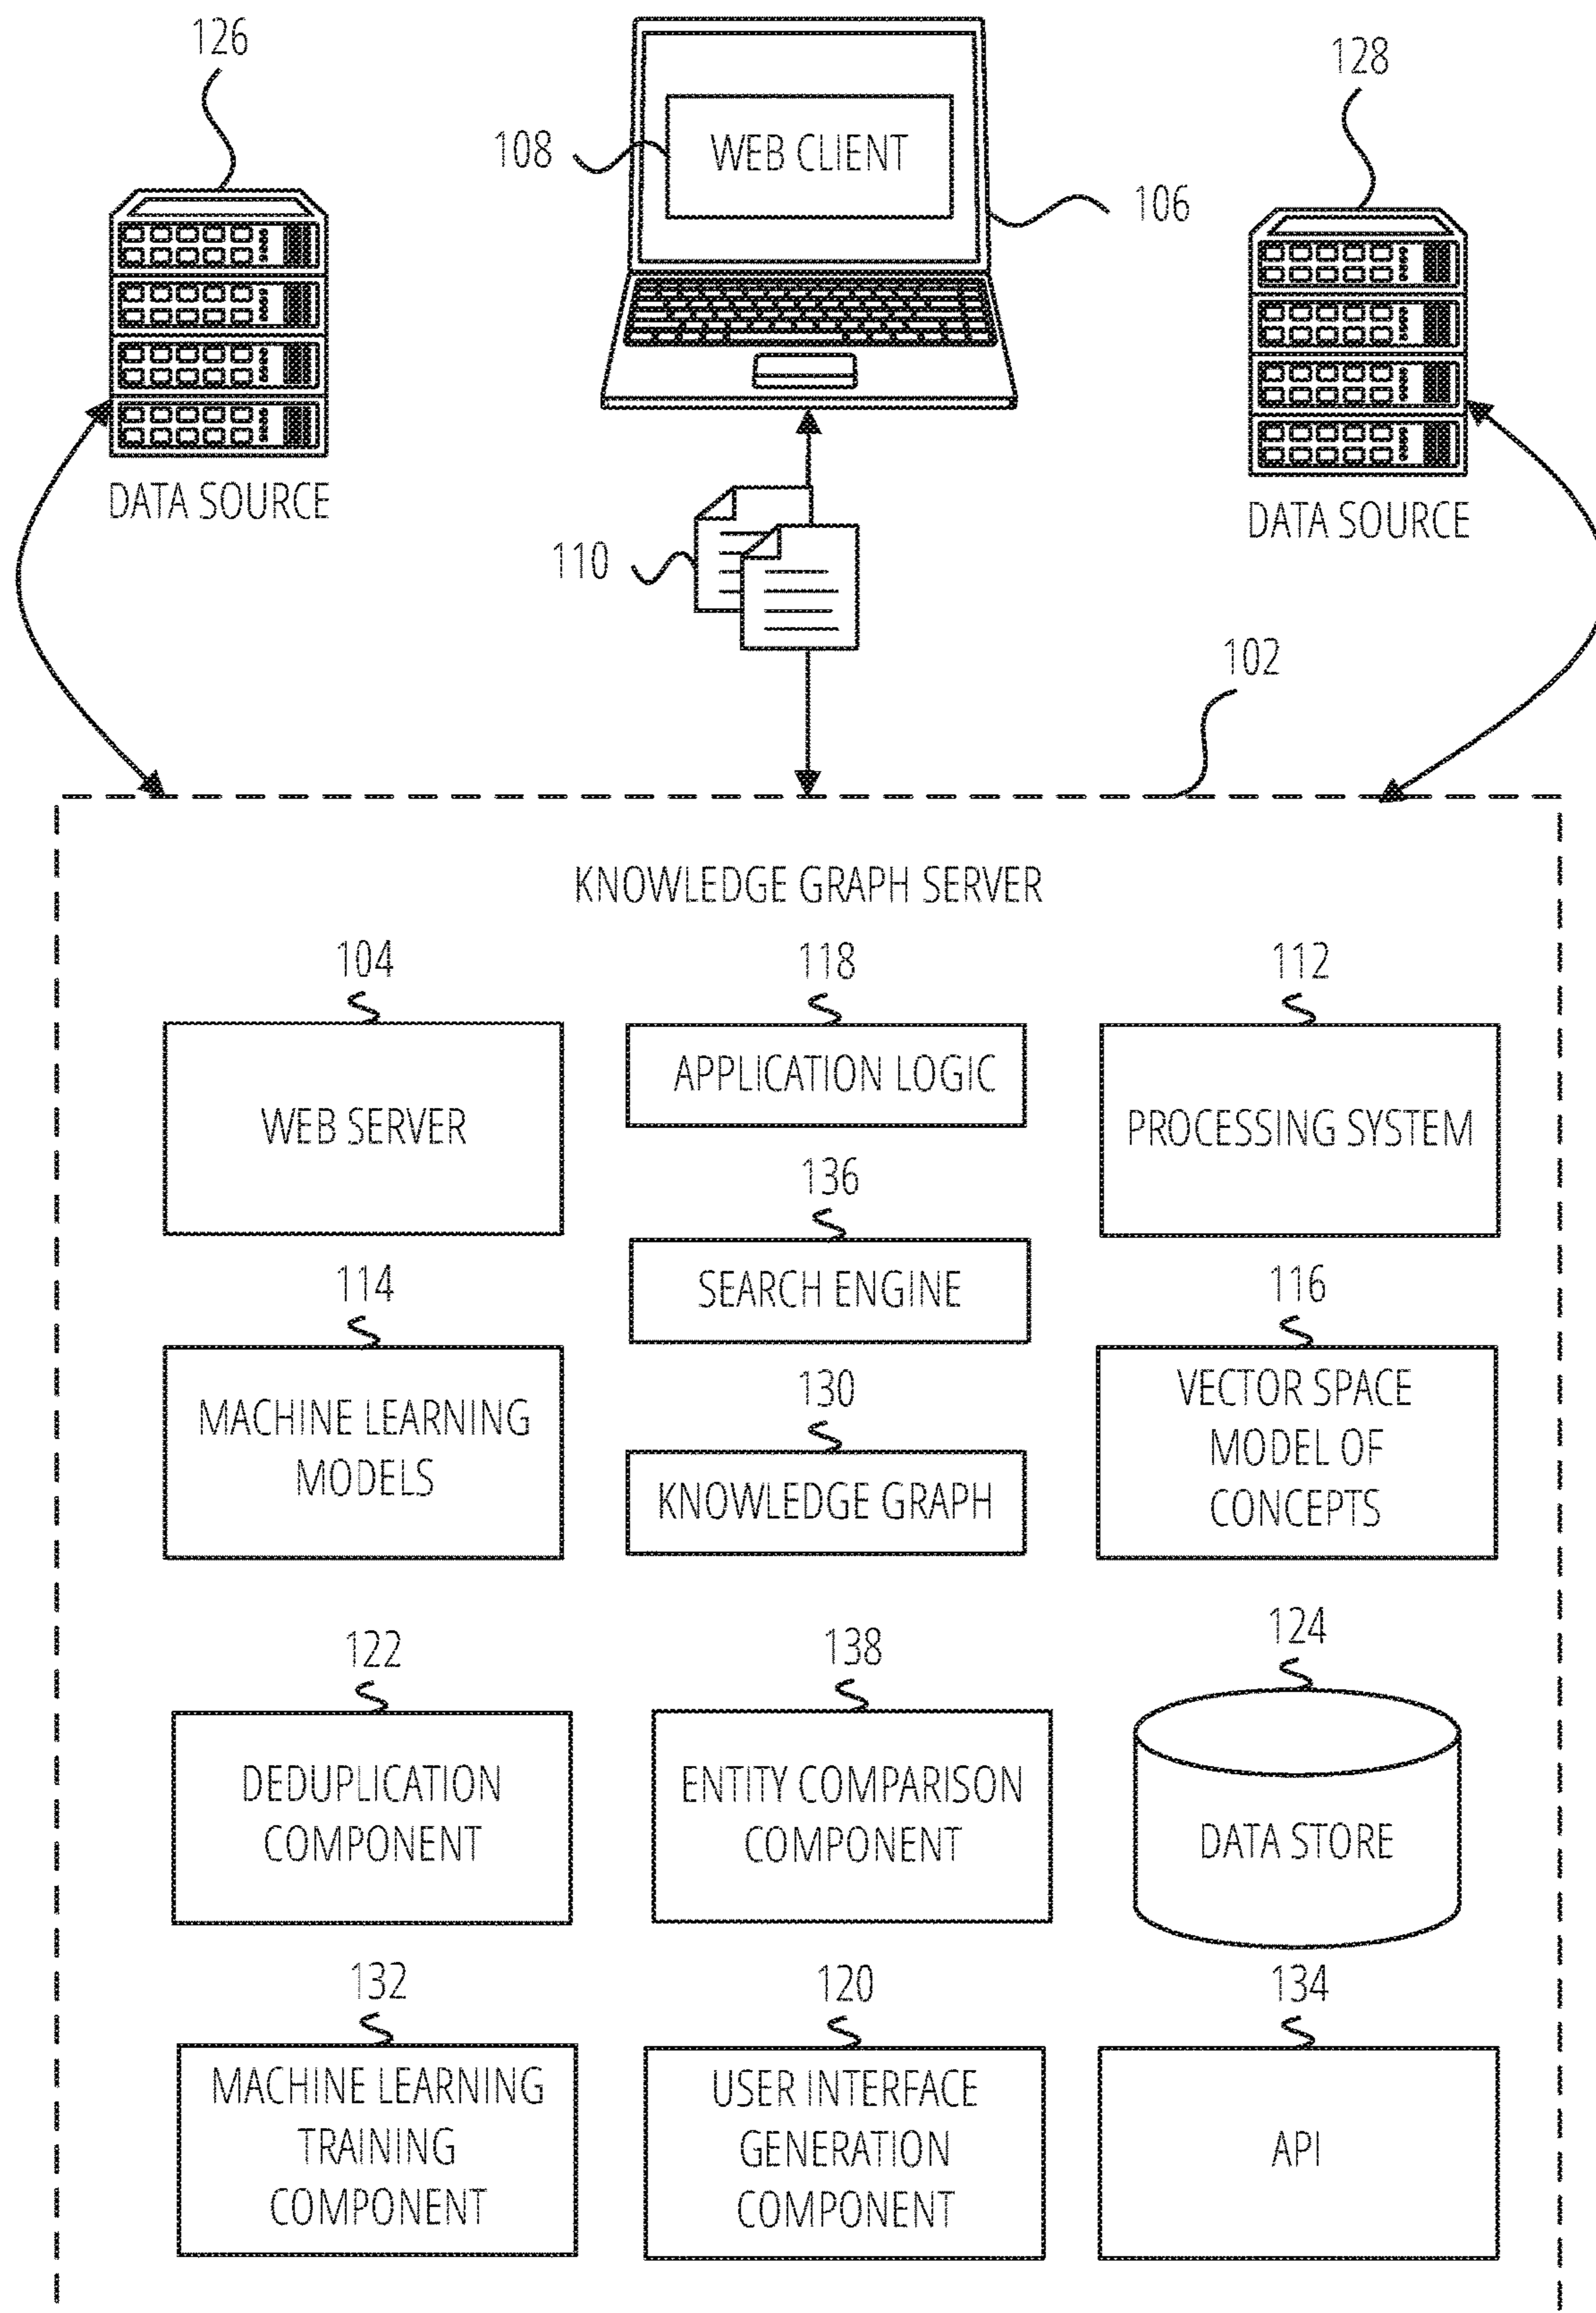 126
128
108
WEB CLIENT
106
DATA SOURCE
DATA SOURCE
110
102
KNOWLEDGE GRAPH SERVER
104
118
112
WEB SERVER
APPLICATION LOGIC
PROCESSING SYSTEM
136
SEARCH ENGINE
114
116
MACHINE LEARNING
MODELS
130
KNOWLEDGE GRAPH
VECTOR SPACE
MODEL OF
CONCEPTS
122
138
124
DEDUPLICATION
COMPONENT
ENTITY COMPARISON
COMPONENT
DATA STORE
132
120
134
MACHINE LEARNING
TRAINING
COMPONENT
USER INTERFACE
GENERATION
COMPONENT
API